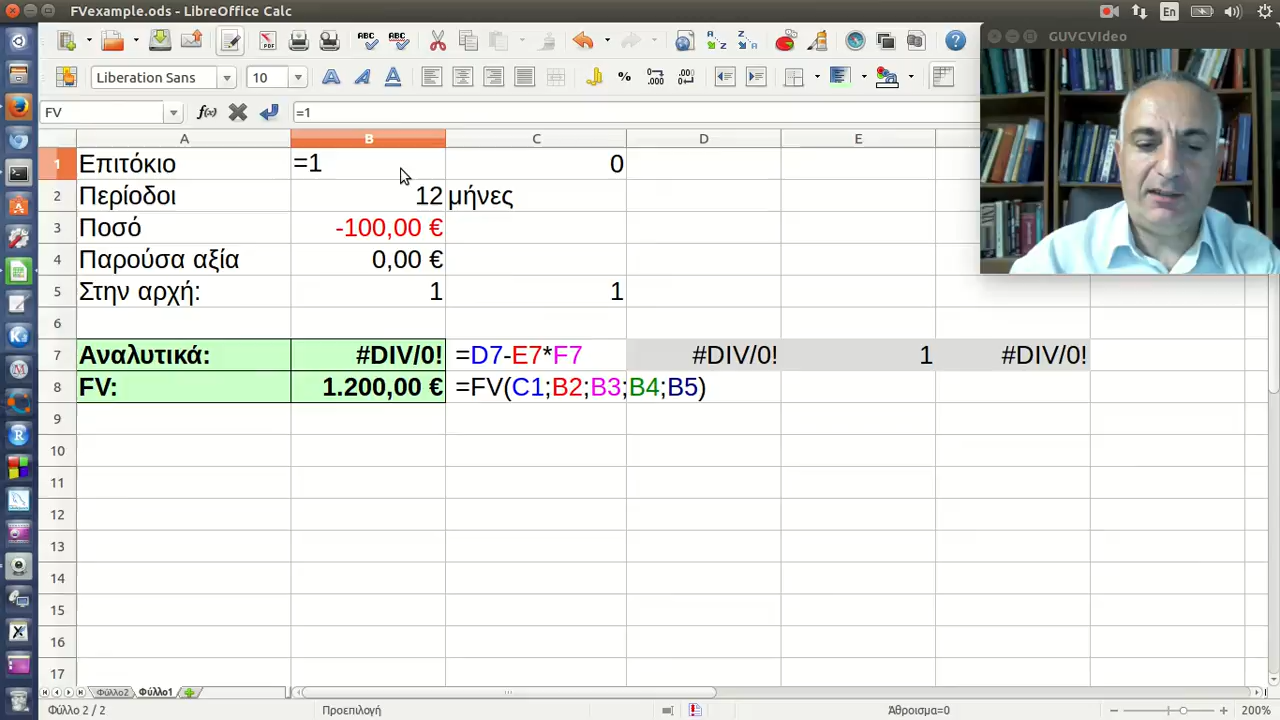 FVexample.ods - LibreOffice Calc
En
GUVCVIdeo
Liberation Sans
10
FV
=1
A B C D E
1 Επιτόκιο =1 0
2 Περίοδοι 12 μήνες
3 Ποσό -100,00 €
4 Παρούσα αξία 0,00 €
5 Στην αρχή: 1 1
6
7 Αναλυτικά: #DIV/0! =D7-E7*F7 #DIV/0! 1 #DIV/0!
8 FV: 1.200,00 € =FV(C1;B2;B3;B4;B5)
9
10
11
12
13
14
15
16
17
Φύλλο2 Φύλλο1
Φύλλο 2 / 2 Προεπιλογή Άθροισμα=0 200%